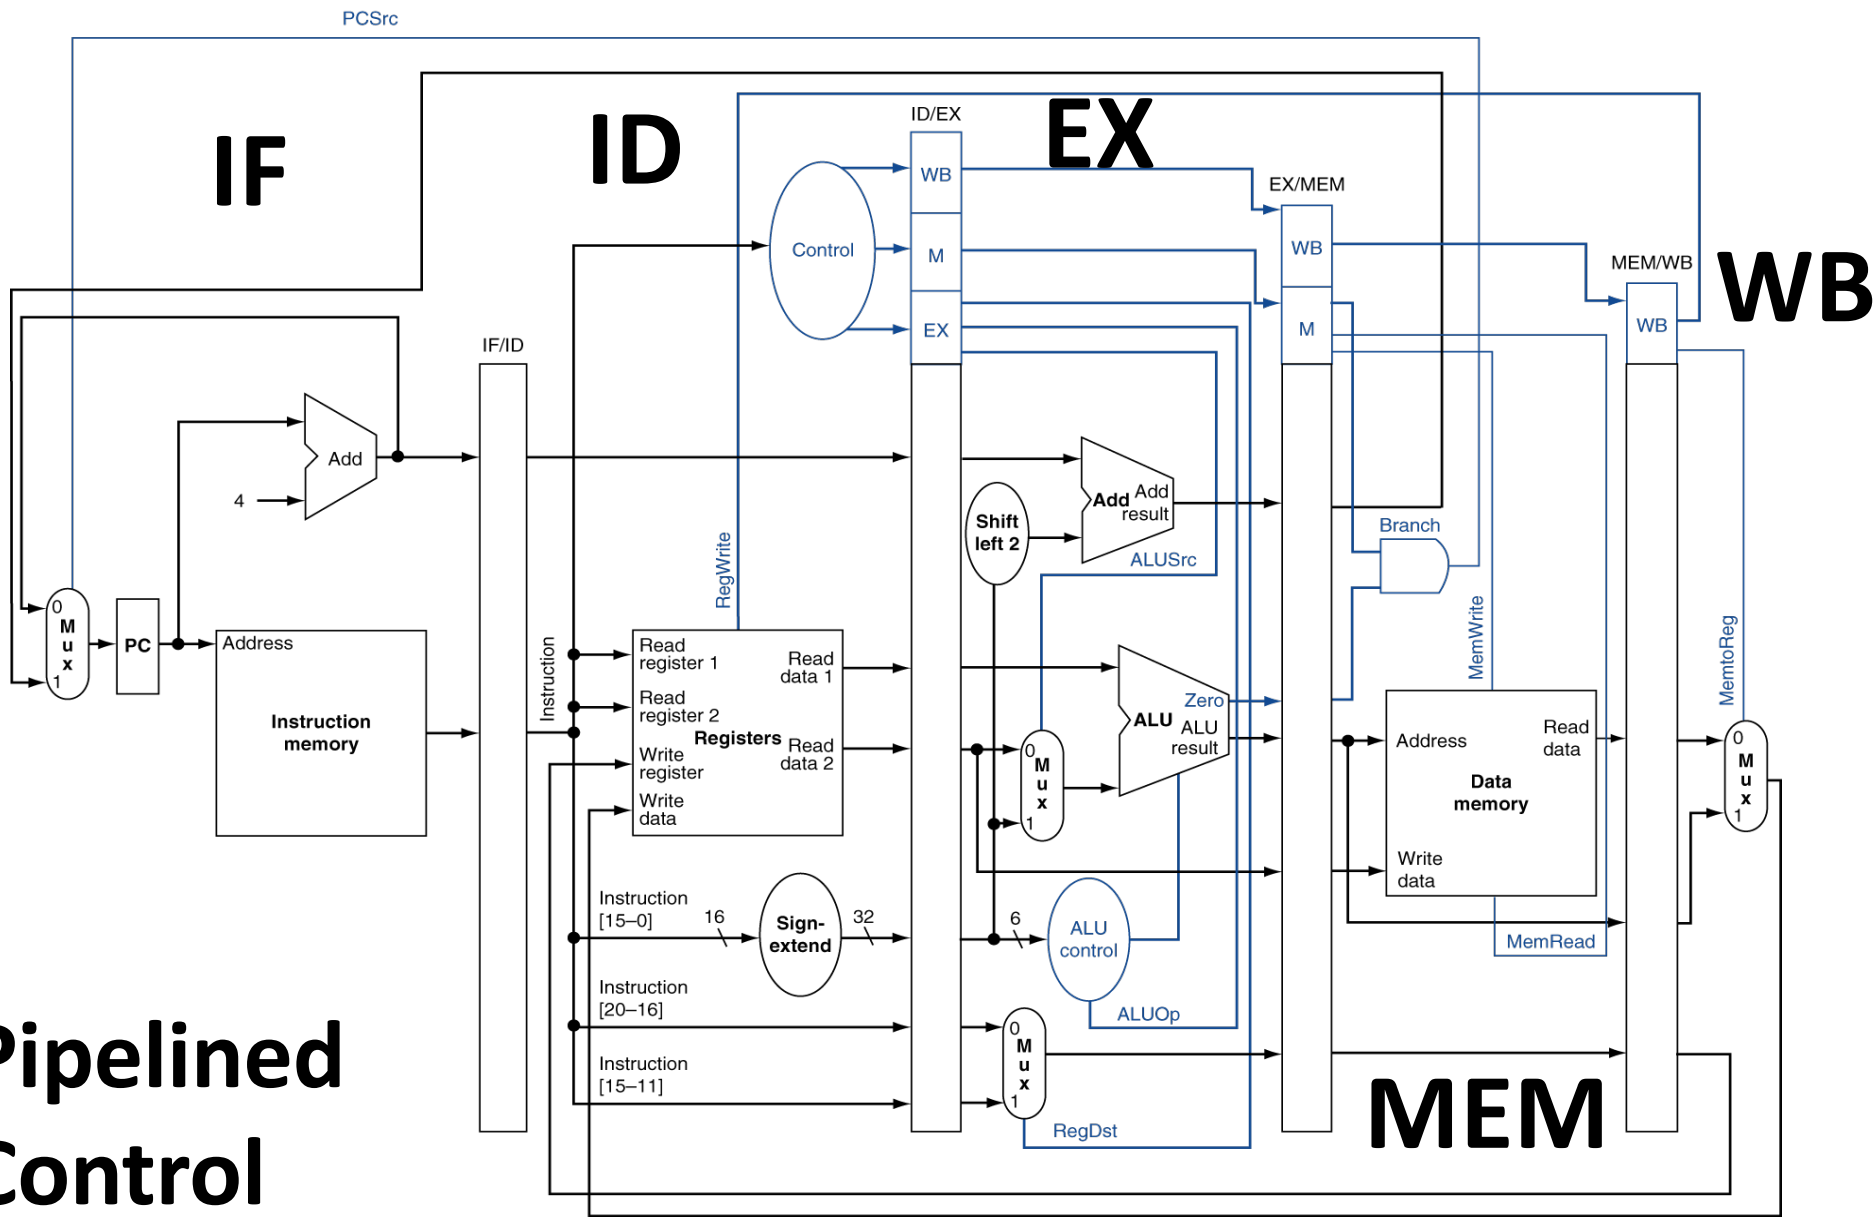 PCSrc
IF
ID
EX
ID/EX
WB
M
EX
Control
EX/MEM
WB
M
MEM/WB
WB
WB
IF/ID
Add
4
Shift
left 2
Add
Add
result
ALUSrc
Branch
RegWrite
MemWrite
MemtoReg
0
M
u
x
1
PC
Address
Instruction
memory
Instruction
Read
register 1
Read
register 2
Write
register
Write
data
Registers
Read
data 1
Read
data 2
0
M
u
x
1
ALU
Zero
ALU
result
Address
Read
data
Data
memory
Write
data
MemRead
0
M
u
x
1
Instruction
[15–0]
16
Sign-
extend
32
6
ALU
control
ALUOp
Instruction
[20–16]
Instruction
[15–11]
0
M
u
x
1
RegDst
MEM
Pipelined
Control